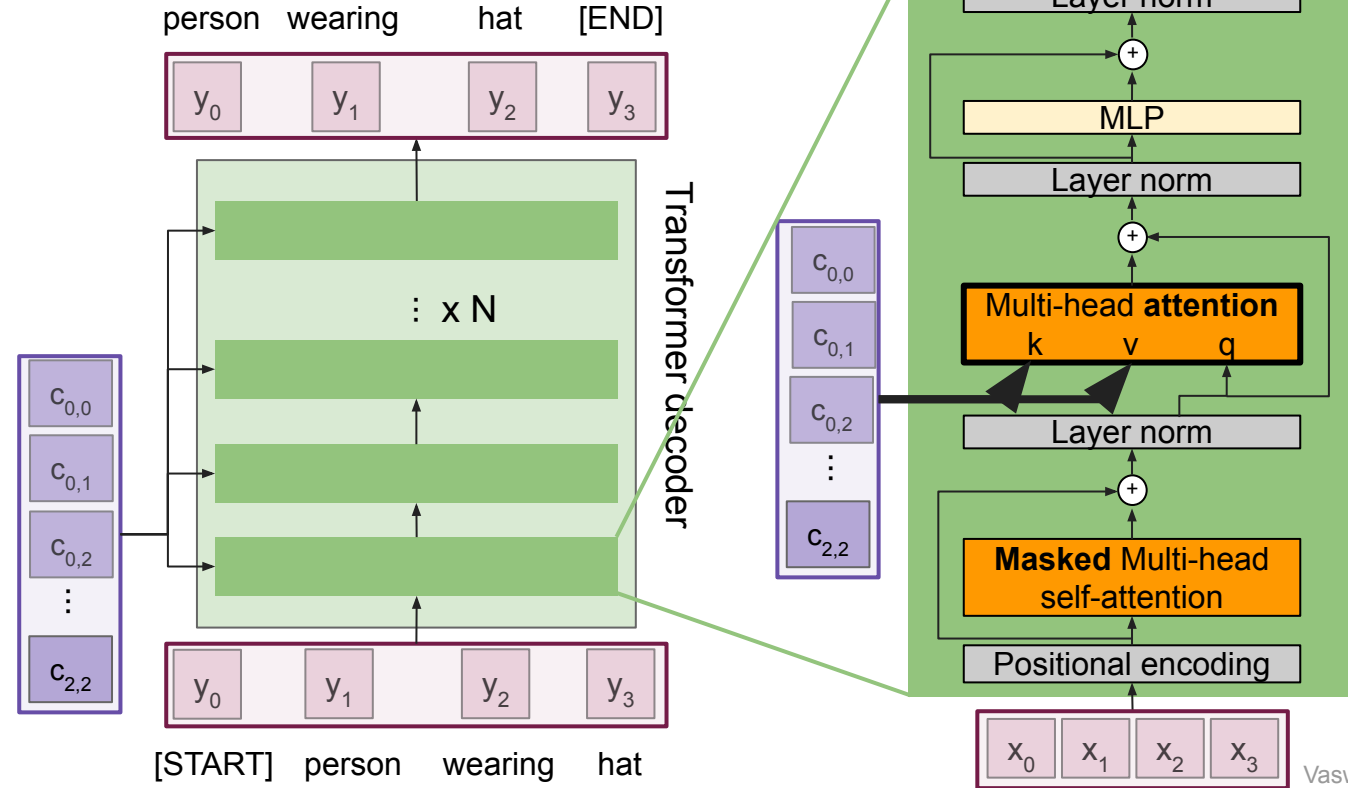 person wearing hat [END]
y0 y1 y2 y3
Transformer decoder
⋮ x N
c0,0
c0,1
c0,2
⋮
c2,2
y0 y1 y2 y3
[START] person wearing hat
Layer norm
+
MLP
Layer norm
+
Multi-head attention
k v q
c0,0
c0,1
c0,2
⋮
c2,2
Layer norm
+
Masked Multi-head
self-attention
Positional encoding
x0 x1 x2 x3